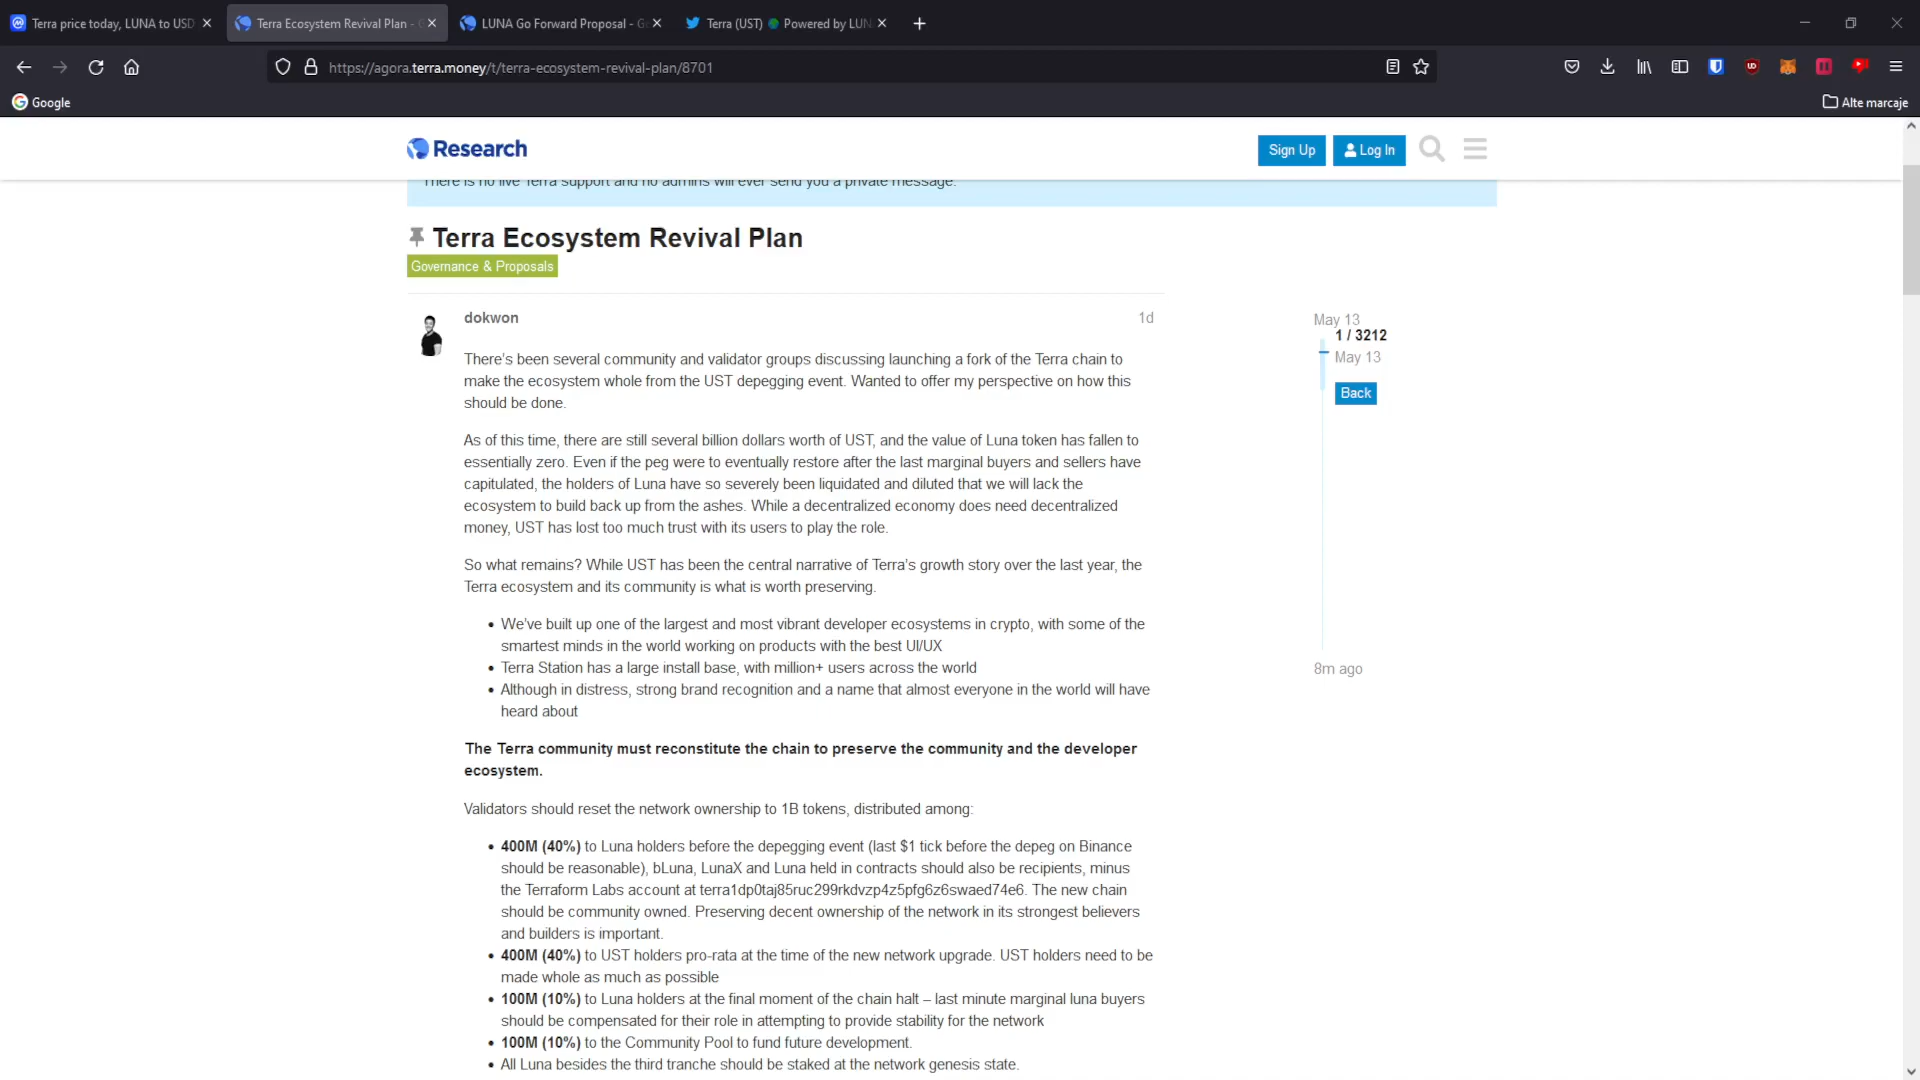 Terra price today, LUNA to USD
Terra Ecosystem Revival Plan -
LUNA Go Forward Proposal -
Terra (UST) Powered by LUN
https://agora.terra.money/t/terra-ecosystem-revival-plan/8701
Google
Alte marcaje
Research
Sign Up
Log In
There is no live Terra support and no admins will ever send you a private message.
Terra Ecosystem Revival Plan
Governance & Proposals
dokwon
1d
There's been several community and validator groups discussing launching a fork of the Terra chain to
make the ecosystem whole from the UST depegging event. Wanted to offer my perspective on how this
should be done.
As of this time, there are still several billion dollars worth of UST, and the value of Luna token has fallen to
essentially zero. Even if the peg were to eventually restore after the last marginal buyers and sellers have
capitulated, the holders of Luna have so severely been liquidated and diluted that we will lack the
ecosystem to build back up from the ashes. While a decentralized economy does need decentralized
money, UST has lost too much trust with its users to play the role.
So what remains? While UST has been the central narrative of Terra's growth story over the last year, the
Terra ecosystem and its community is what is worth preserving.
• We've built up one of the largest and most vibrant developer ecosystems in crypto, with some of the
smartest minds in the world working on products with the best UI/UX
• Terra Station has a large install base, with million+ users across the world
• Although in distress, strong brand recognition and a name that almost everyone in the world will have
heard about
The Terra community must reconstitute the chain to preserve the community and the developer
ecosystem.
Validators should reset the network ownership to 1B tokens, distributed among:
• 400M (40%) to Luna holders before the depegging event (last $1 tick before the depeg on Binance
should be reasonable), bLuna, LunaX and Luna held in contracts should also be recipients, minus
the Terraform Labs account at terra1dp0taj85ruc299rkdvzp4z5pfg6z6swaed74e6. The new chain
should be community owned. Preserving decent ownership of the network in its strongest believers
and builders is important.
• 400M (40%) to UST holders pro-rata at the time of the new network upgrade. UST holders need to be
made whole as much as possible
• 100M (10%) to Luna holders at the final moment of the chain halt – last minute marginal luna buyers
should be compensated for their role in attempting to provide stability for the network
• 100M (10%) to the Community Pool to fund future development.
• All Luna besides the third tranche should be staked at the network genesis state.
May 13
1 / 3212
May 13
Back
8m ago